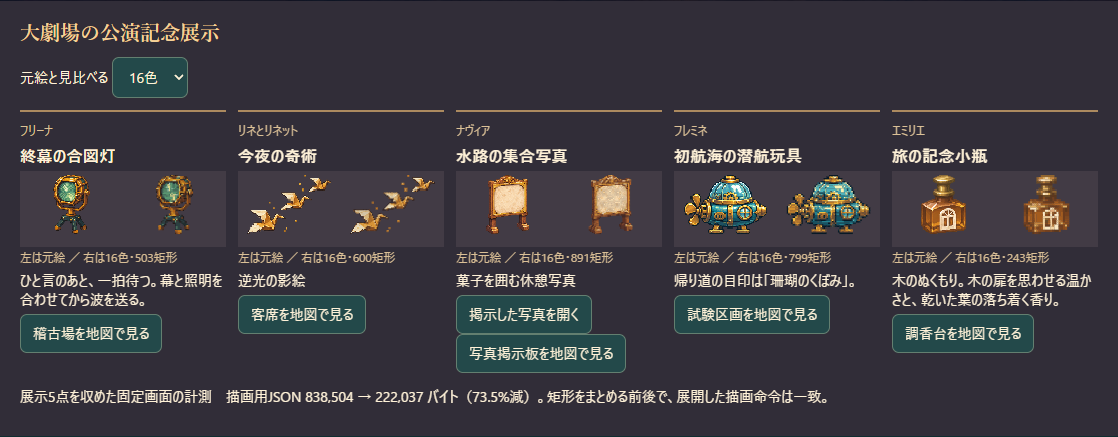 大劇場の公演記念展示
元絵と見比べる 16色
フリーナ
終幕の合図灯
左は元絵 ／ 右は16色・503矩形
ひと言のあと、一拍待つ。幕と照明を
合わせてから波を送る。
稽古場を地図で見る
リネとリネット
今夜の奇術
左は元絵 ／ 右は16色・600矩形
逆光の影絵
客席を地図で見る
ナヴィア
水路の集合写真
左は元絵 ／ 右は16色・891矩形
菓子を囲む休憩写真
掲示した写真を開く
写真掲示板を地図で見る
フレミネ
初航海の潜航玩具
左は元絵 ／ 右は16色・799矩形
帰り道の目印は「珊瑚のくぼみ」。
試験区画を地図で見る
エミリエ
旅の記念小瓶
左は元絵 ／ 右は16色・243矩形
木のぬくもり。木の扉を思わせる温か
さと、乾いた葉の落ち着く香り。
調香台を地図で見る
展示5点を収めた固定画面の計測　描画用JSON 838,504 → 222,037 バイト（73.5%減）。矩形をまとめる前後で、展開した描画命令は一致。